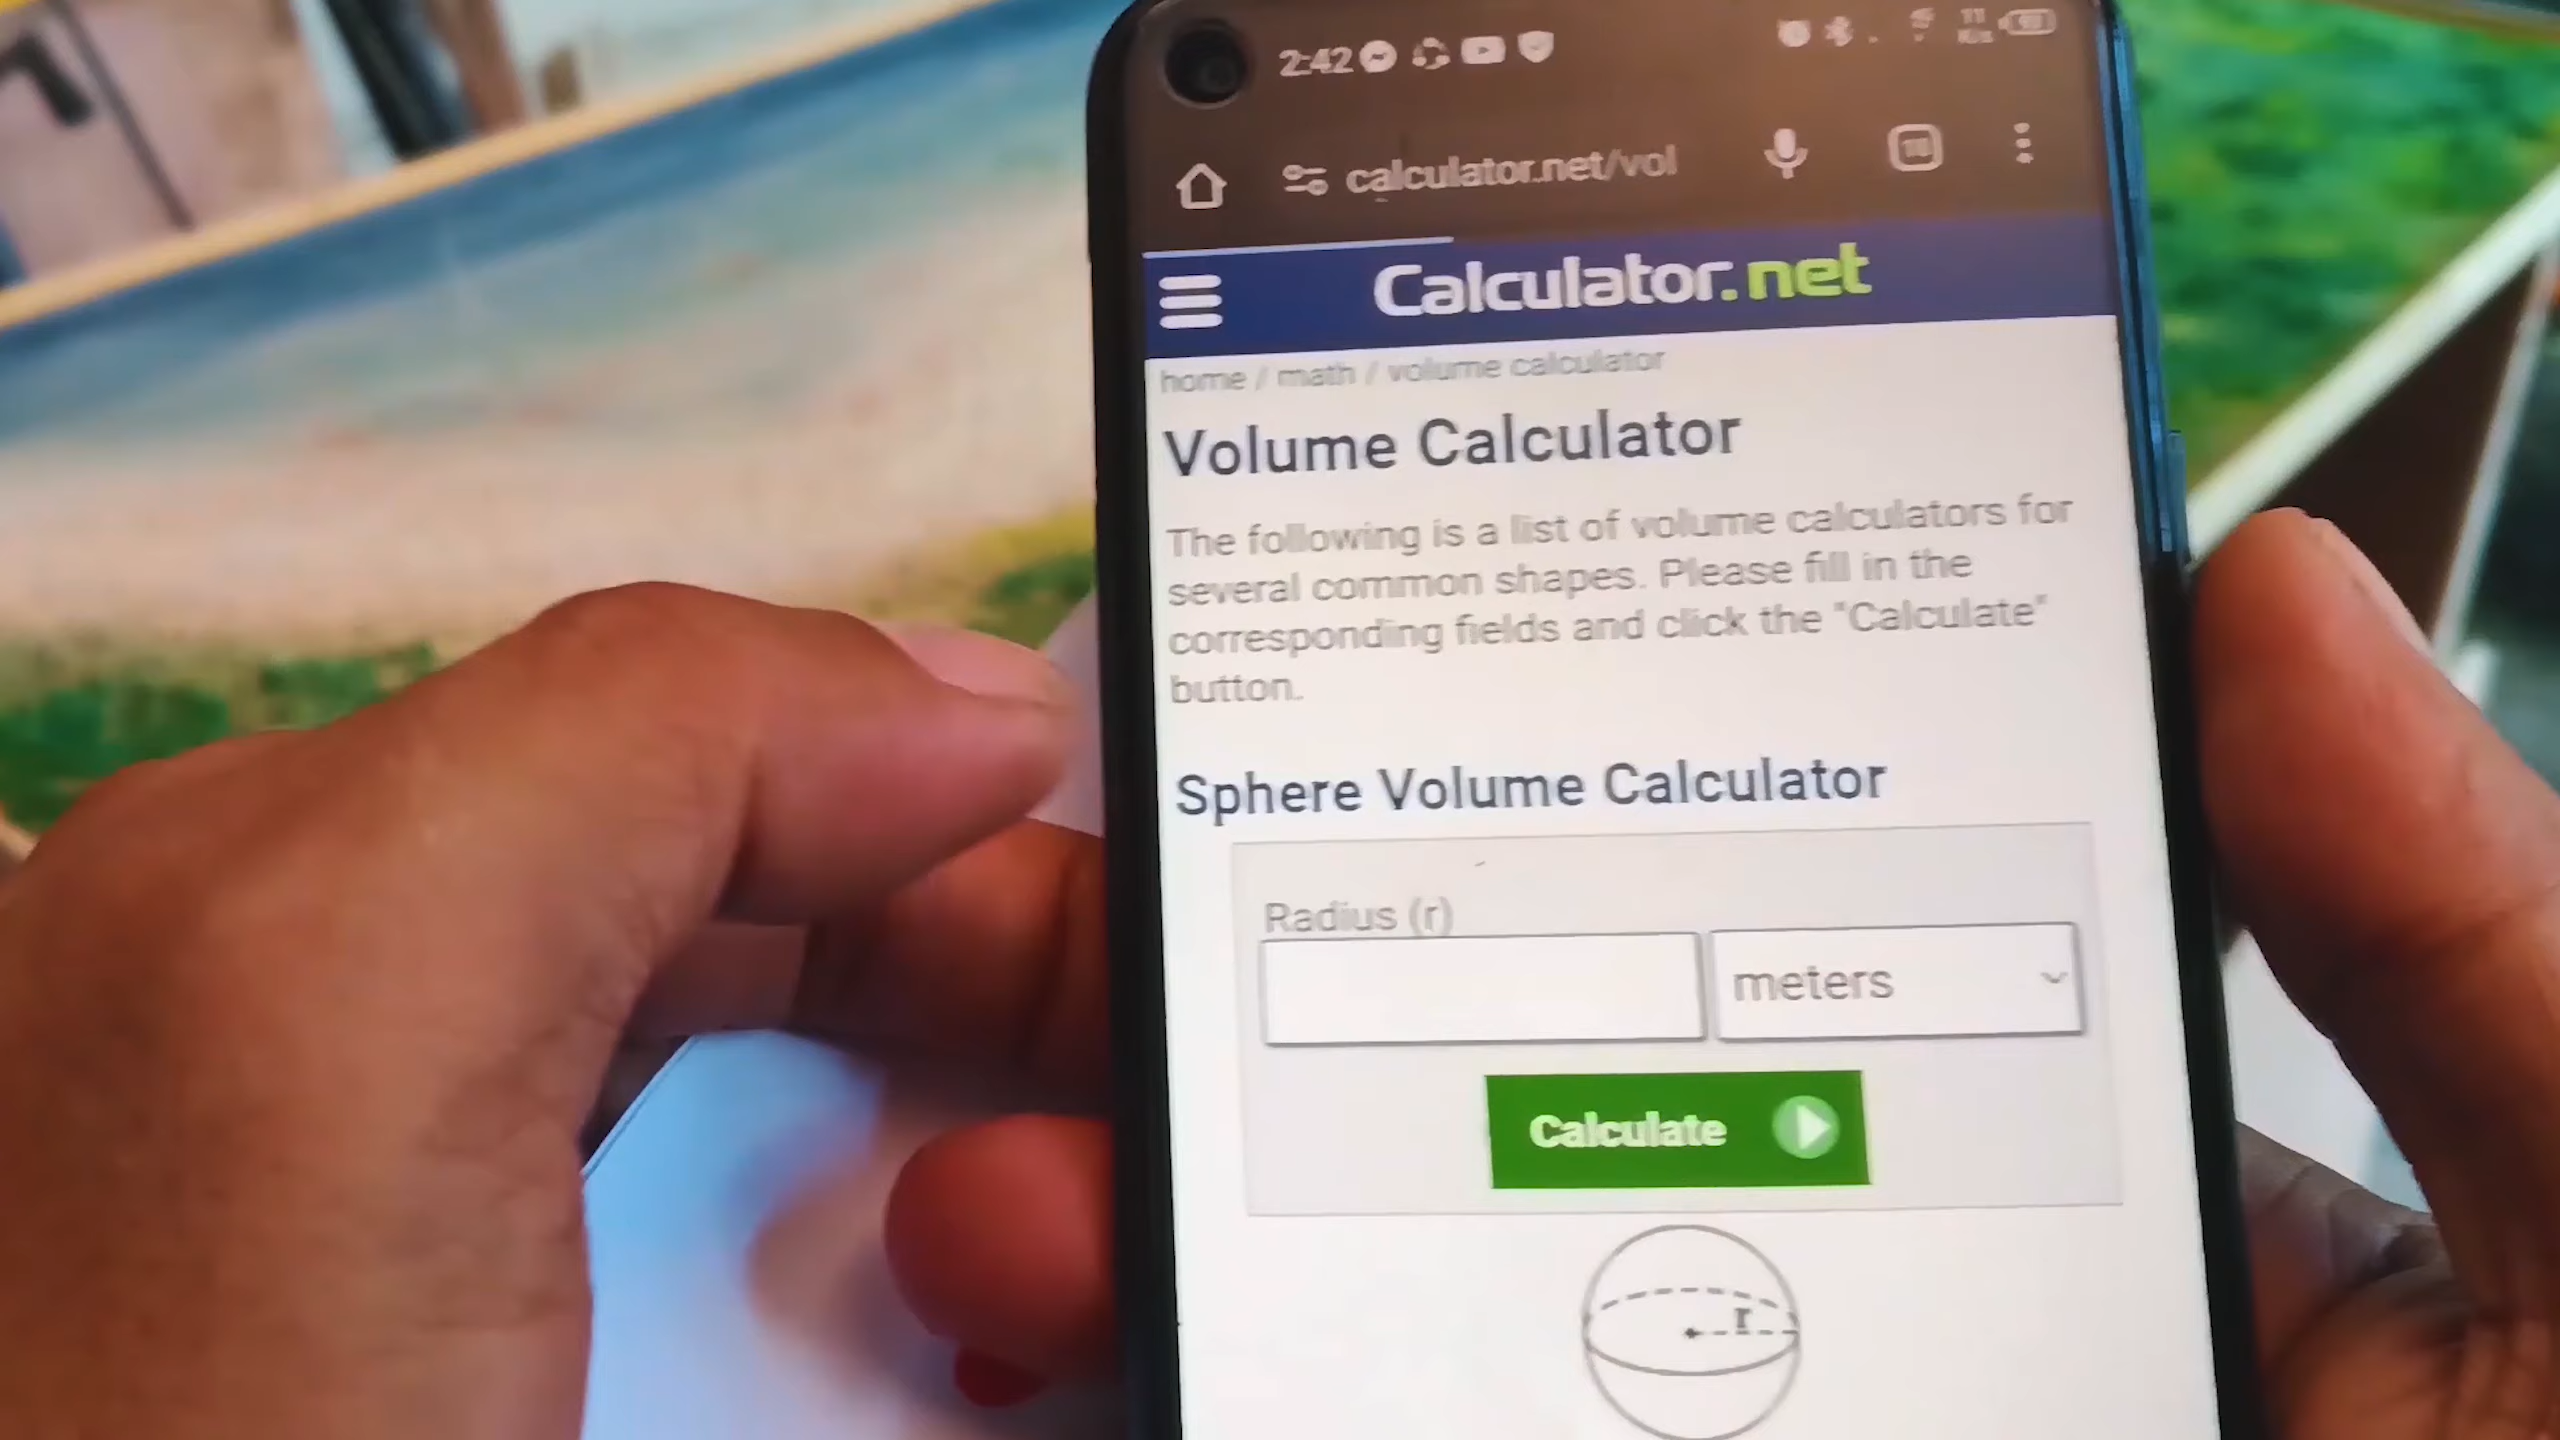 2:42
calculator.net/vol
Calculator.net
home / math / volume calculator
Volume Calculator
The following is a list of volume calculators for
several common shapes. Please fill in the
corresponding fields and click the "Calculate"
button.
Sphere Volume Calculator
Radius (r)
meters
Calculate
r